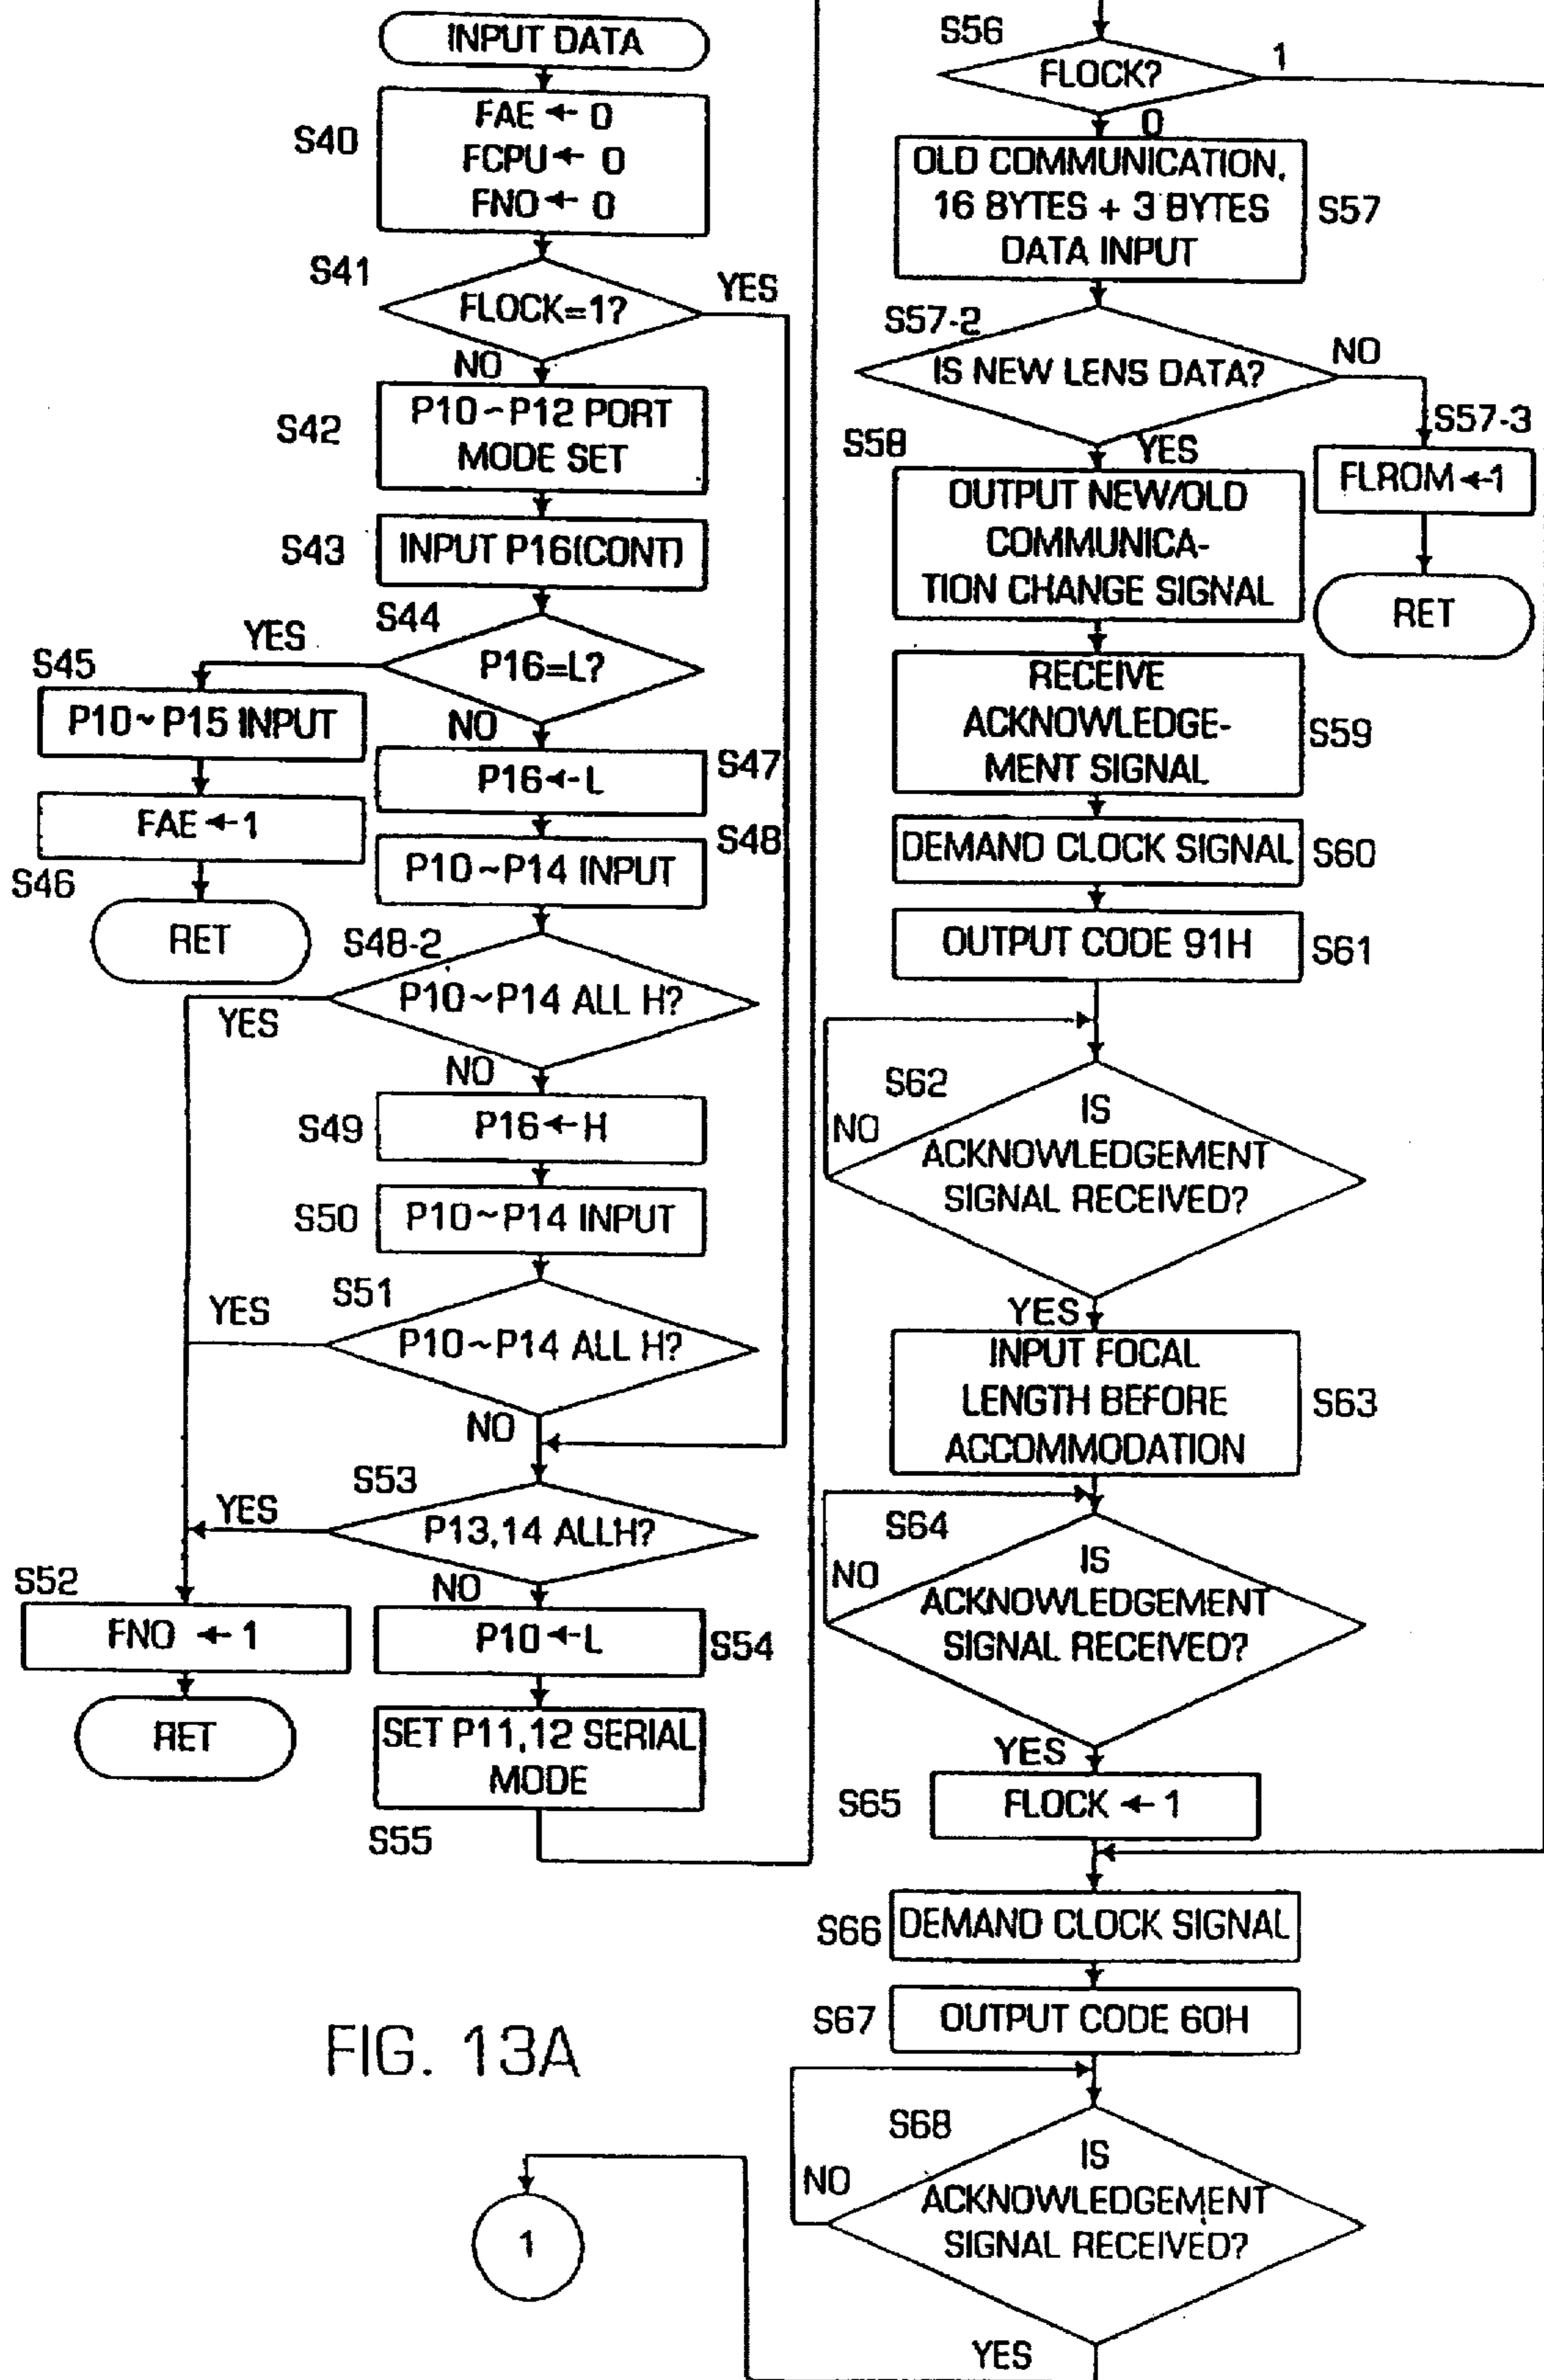 INPUT DATA
S40
FAE ← 0
FCPU ← 0
FNO ← 0
S41
FLOCK=1?
YES
NO
S42
P10~P12 PORT
MODE SET
S43
INPUT P16(CONT)
S44
YES
P16=L?
NO
S45
P10~P15 INPUT
FAE ← 1
S46
RET
P16 ← L
S47
S48
P10~P14 INPUT
S48-2
P10~P14 ALL H?
YES
NO
S49
P16 ← H
S50
P10~P14 INPUT
S51
YES
P10~P14 ALL H?
NO
S53
YES
P13,14 ALLH?
NO
S52
FNO ← 1
RET
P10 ← L
S54
SET P11,12 SERIAL
MODE
S55
S56
FLOCK?
1
0
OLD COMMUNICATION,
16 BYTES + 3 BYTES
DATA INPUT
S57
S57-2
IS NEW LENS DATA?
NO
S57-3
FLROM ← 1
RET
S58
YES
OUTPUT NEW/OLD
COMMUNICA-
TION CHANGE SIGNAL
RECEIVE
ACKNOWLEDGE-
MENT SIGNAL
S59
DEMAND CLOCK SIGNAL
S60
OUTPUT CODE 91H
S61
S62
NO
IS
ACKNOWLEDGEMENT
SIGNAL RECEIVED?
YES
INPUT FOCAL
LENGTH BEFORE
ACCOMMODATION
S63
S64
NO
IS
ACKNOWLEDGEMENT
SIGNAL RECEIVED?
YES
S65
FLOCK ← 1
S66
DEMAND CLOCK SIGNAL
S67
OUTPUT CODE 60H
S68
NO
IS
ACKNOWLEDGEMENT
SIGNAL RECEIVED?
YES
1
FIG. 13A